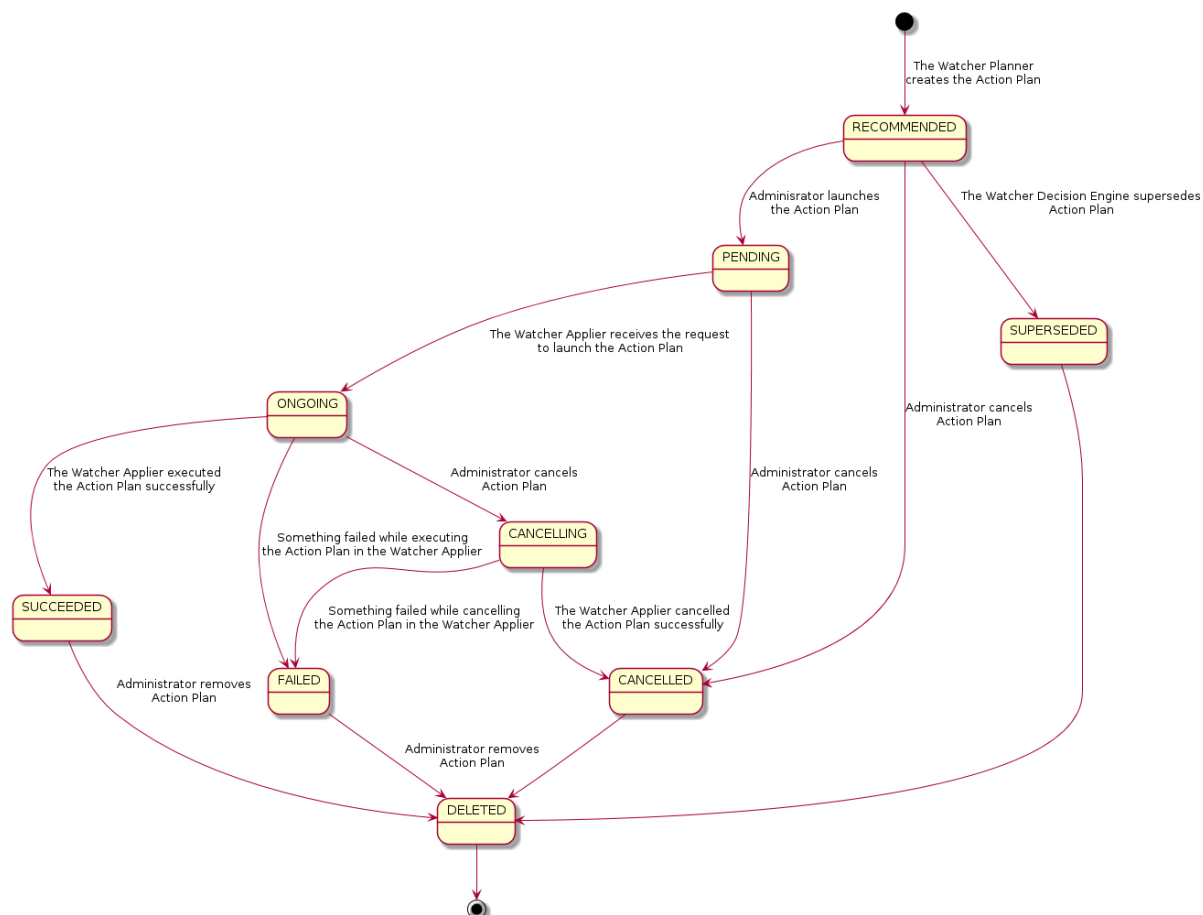 The Watcher Planner
creates the Action Plan
RECOMMENDED
Adminisrator launches
the Action Plan
The Watcher Decision Engine supersedes
Action Plan
PENDING
SUPERSEDED
The Watcher Applier receives the request
to launch the Action Plan
ONGOING
Administrator cancels
Action Plan
The Watcher Applier executed
the Action Plan successfully
Administrator cancels
Action Plan
Administrator cancels
Action Plan
CANCELLING
Something failed while executing
the Action Plan in the Watcher Applier
SUCCEEDED
Something failed while cancelling
the Action Plan in the Watcher Applier
The Watcher Applier cancelled
the Action Plan successfully
FAILED
CANCELLED
Administrator removes
Action Plan
Administrator removes
Action Plan
DELETED